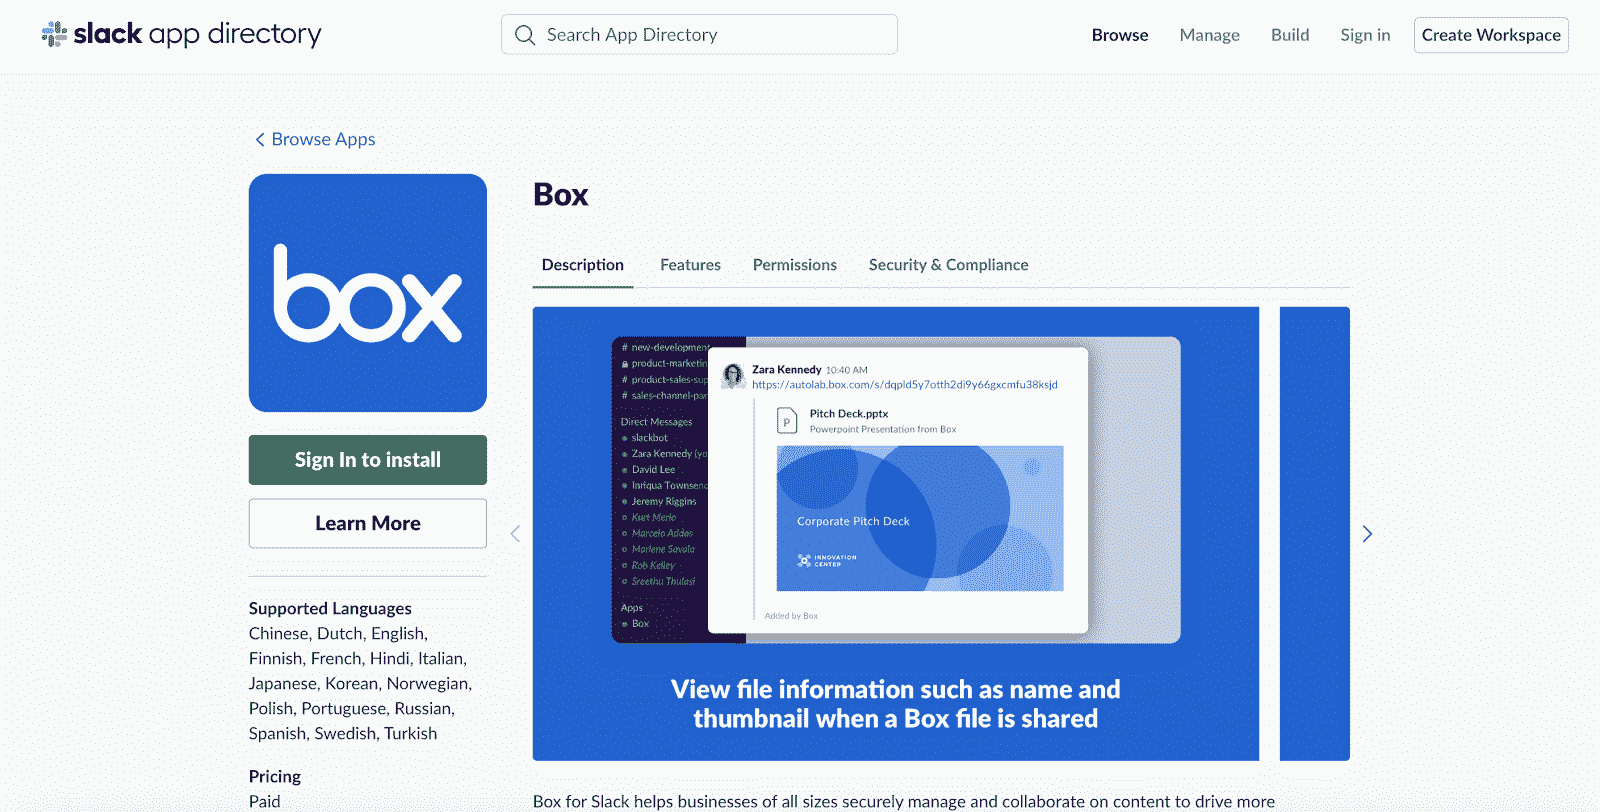 slack app directory
Search App Directory
Browse
Manage
Build
Sign in
Create Workspace
Browse Apps
box
Sign In to install
Learn More
Supported Languages
Chinese, Dutch, English,
Finnish, French, Hindi, Italian,
Japanese, Korean, Norwegian,
Polish, Portuguese, Russian,
Spanish, Swedish, Turkish
Pricing
Paid
Box
Description
Features
Permissions
Security & Compliance
# new-development
product-marketin
# product-sales-sup
# sales-channel-par
Direct Messages
slackbot
Zara Kennedy (yo
David Lee
Inriqua Townsend
Jeremy Riggins
Kurt Merlo
Marcelo Addos
Marlene Savala
Rob Kelley
Sreethu Thulasi
Apps
Box
Zara Kennedy 10:40 AM
https://autolab.box.com/s/dqpld5y7otth2di9y66gxcmfu38ksjd
P
Pitch Deck.pptx
Powerpoint Presentation from Box
Corporate Pitch Deck
INNOVATION
CENTER
Added by Box
View file information such as name and
thumbnail when a Box file is shared
Box for Slack helps businesses of all sizes securely manage and collaborate on content to drive more